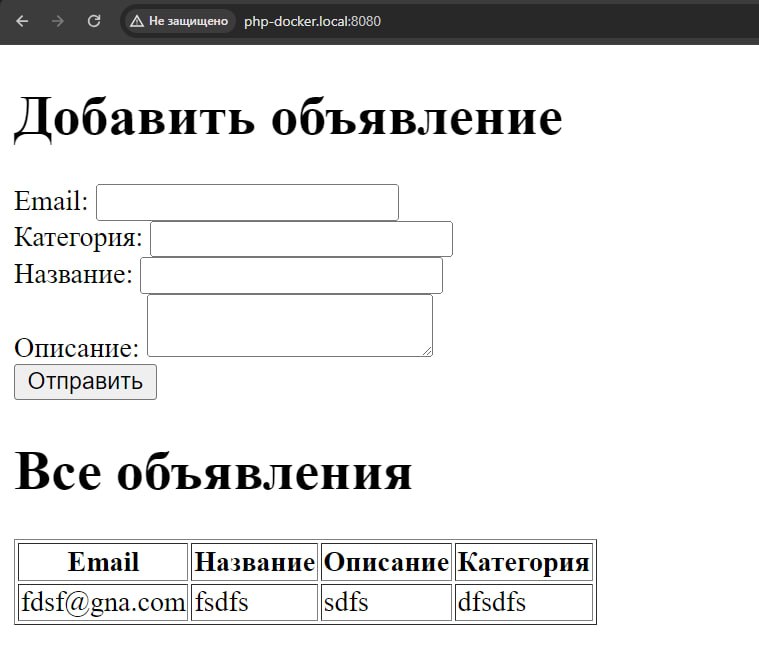 Не защищено php-docker.local:8080
Добавить объявление
Email:
Категория:
Название:
Описание:
Отправить
Все объявления
Email Название Описание Категория
fdsf@gna.com fsdfs sdfs dfsdfs